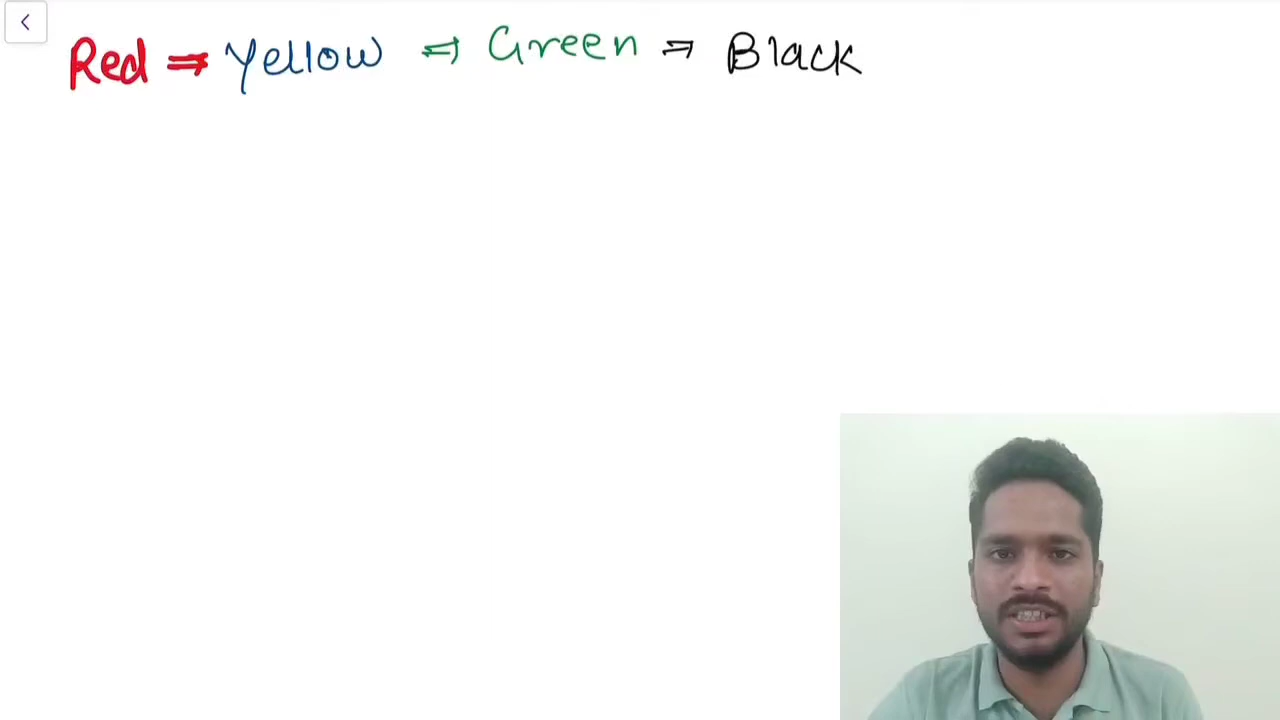 Red ⇒ Yellow ⇒ Green ⇒ Black